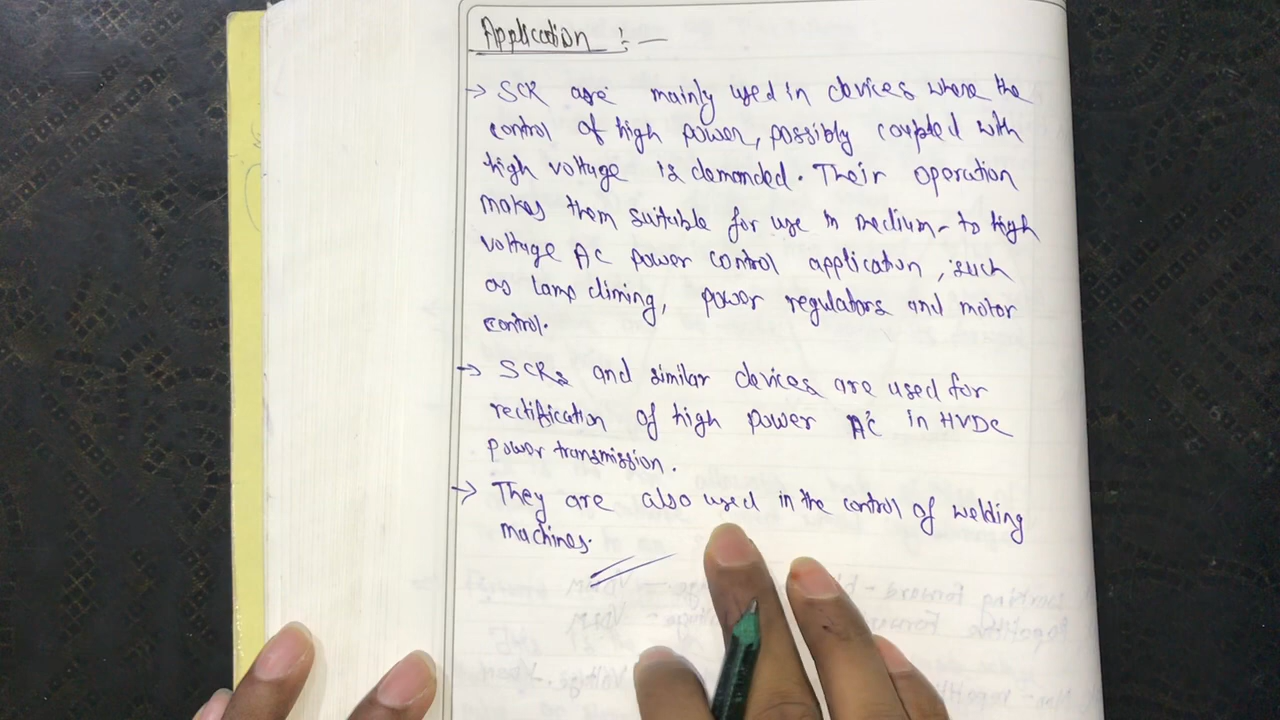 Application :-
→ SCR are mainly used in devices where the
control of high power, possibly coupled with
high voltage is demanded. Their operation
makes them suitable for use in medium-to high
voltage AC power control application, such
as lamp diming, power regulators and motor
control.
→ SCRs and similar devices are used for
rectification of high power AC in HVDC
power transmission.
→ They are also used in the control of welding
machines.